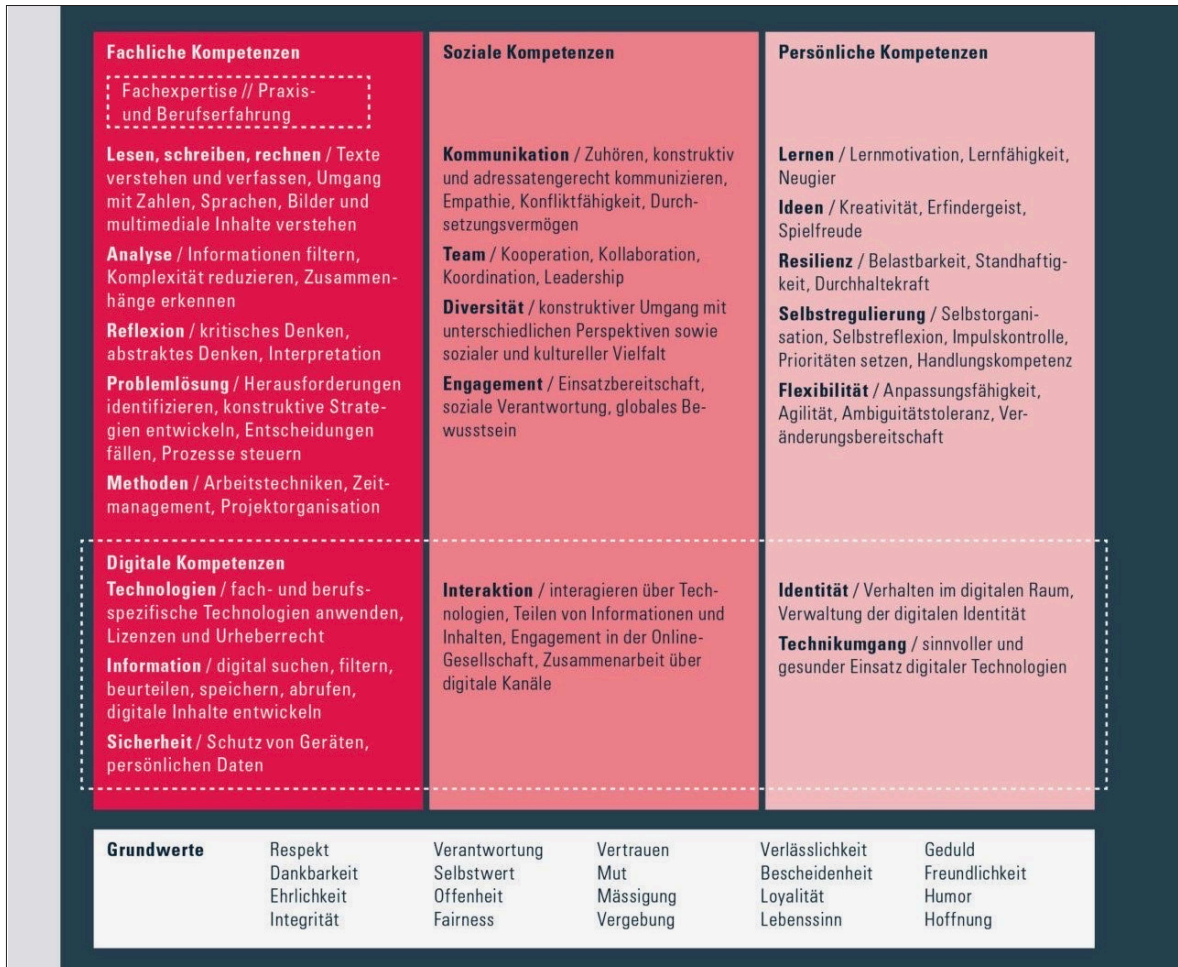 Fachliche Kompetenzen
Fachexpertise // Praxis-
und Berufserfahrung
Lesen, schreiben, rechnen / Texte
verstehen und verfassen, Umgang
mit Zahlen, Sprachen, Bilder und
multimediale Inhalte verstehen
Analyse / Informationen filtern,
Komplexität reduzieren, Zusammen-
hänge erkennen
Reflexion / kritisches Denken,
abstraktes Denken, Interpretation
Problemlösung / Herausforderungen
identifizieren, konstruktive Strate-
gien entwickeln, Entscheidungen
fällen, Prozesse steuern
Methoden / Arbeitstechniken, Zeit-
management, Projektorganisation
Soziale Kompetenzen
Kommunikation / Zuhören, konstruktiv
und adressatengerecht kommunizieren,
Empathie, Konfliktfähigkeit, Durch-
setzungsvermögen
Team / Kooperation, Kollaboration,
Koordination, Leadership
Diversität / konstruktiver Umgang mit
unterschiedlichen Perspektiven sowie
sozialer und kultureller Vielfalt
Engagement / Einsatzbereitschaft,
soziale Verantwortung, globales Be-
wusstsein
Persönliche Kompetenzen
Lernen / Lernmotivation, Lernfähigkeit,
Neugier
Ideen / Kreativität, Erfindergeist,
Spielfreude
Resilienz / Belastbarkeit, Standhaftig-
keit, Durchhaltekraft
Selbstregulierung / Selbstorgani-
sation, Selbstreflexion, Impulskontrolle,
Prioritäten setzen, Handlungskompetenz
Flexibilität / Anpassungsfähigkeit,
Agilität, Ambiguitätstoleranz, Ver-
änderungsbereitschaft
Digitale Kompetenzen
Technologien / fach- und berufs-
spezifische Technologien anwenden,
Lizenzen und Urheberrecht
Information / digital suchen, filtern,
beurteilen, speichern, abrufen,
digitale Inhalte entwickeln
Sicherheit / Schutz von Geräten,
persönlichen Daten
Interaktion / interagieren über Tech-
nologien, Teilen von Informationen und
Inhalten, Engagement in der Online-
Gesellschaft, Zusammenarbeit über
digitale Kanäle
Identität / Verhalten im digitalen Raum,
Verwaltung der digitalen Identität
Technikumgang / sinnvoller und
gesunder Einsatz digitaler Technologien
Grundwerte Respekt Verantwortung Vertrauen Verlässlichkeit Geduld
Dankbarkeit Selbstwert Mut Bescheidenheit Freundlichkeit
Ehrlichkeit Offenheit Mässigung Loyalität Humor
Integrität Fairness Vergebung Lebenssinn Hoffnung